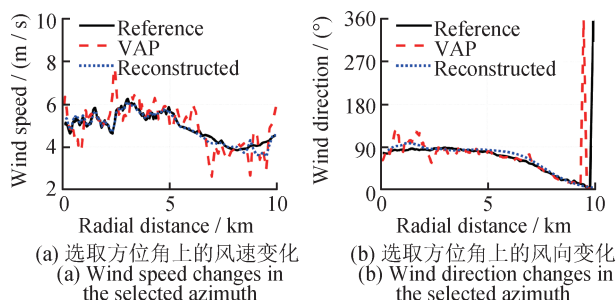 Wind speed / (m / s)
10
8
6
4
2
Reference
VAP
Reconstructed
0
5
10
Radial distance / km
(a) 选取方位角上的风速变化
(a) Wind speed changes in
the selected azimuth
Wind direction / (°)
360
270
180
90
0
Reference
VAP
Reconstructed
0
5
10
Radial distance / km
(b) 选取方位角上的风向变化
(b) Wind direction changes in
the selected azimuth